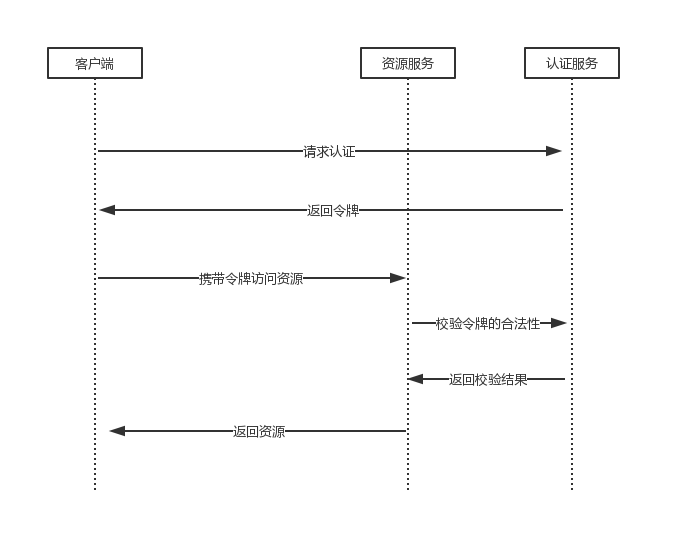 客户端
资源服务
认证服务
请求认证
返回令牌
携带令牌访问资源
校验令牌的合法性
返回校验结果
返回资源